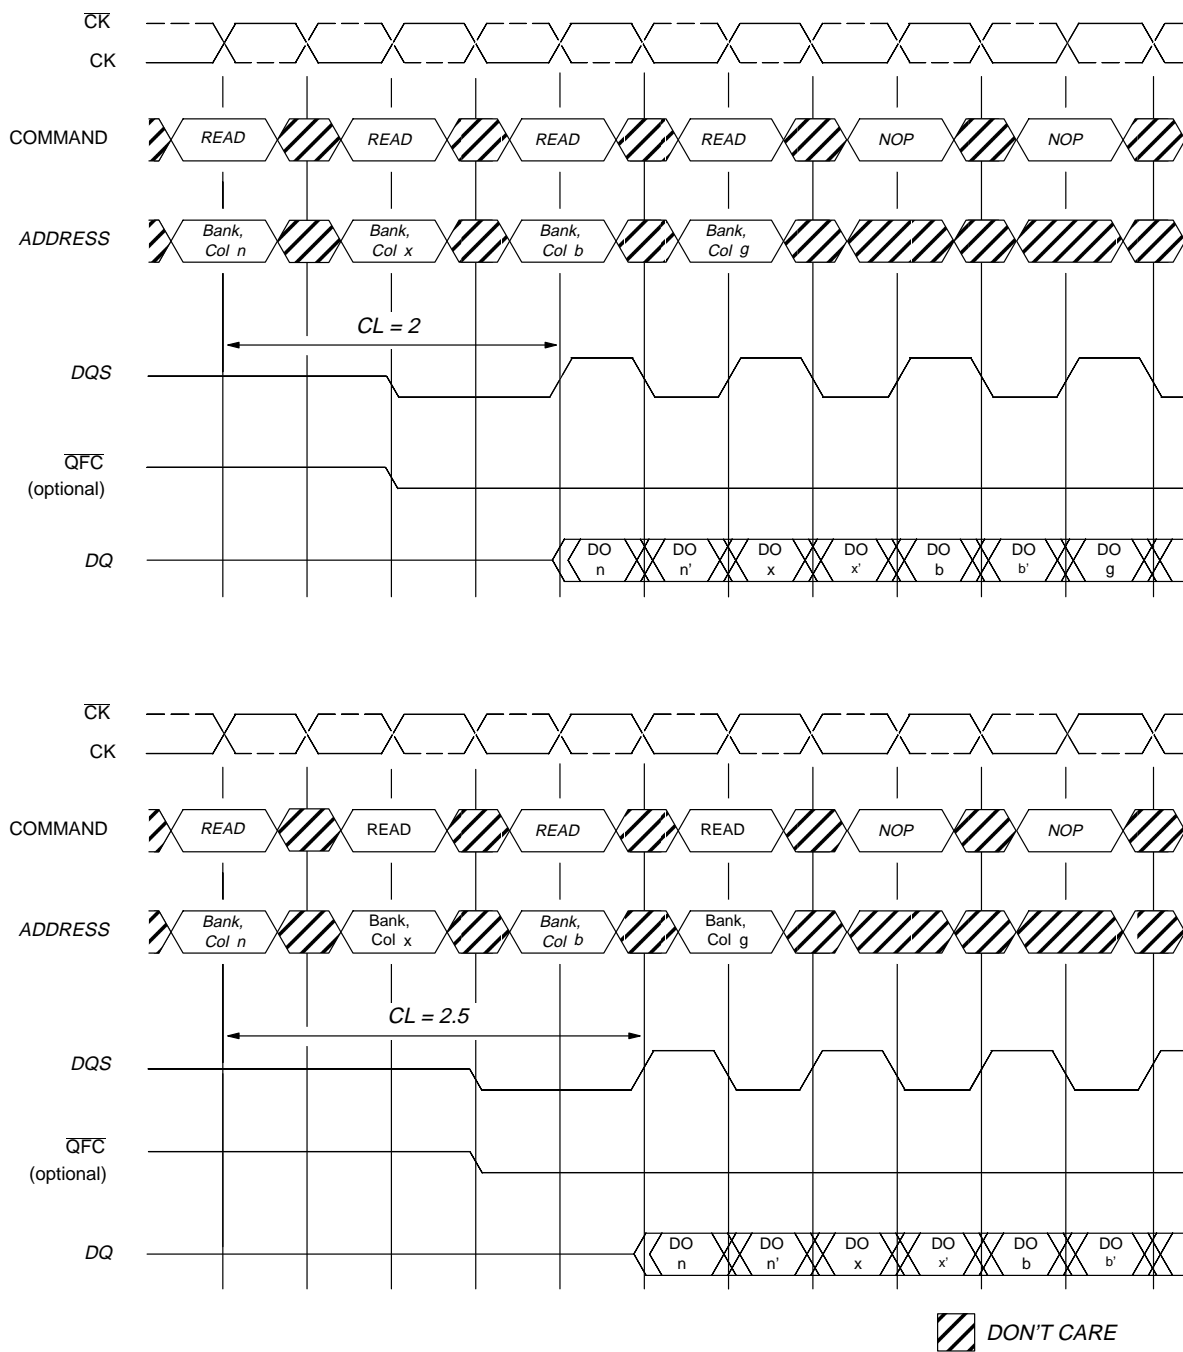 CK
CK
COMMAND READ READ READ READ NOP NOP
ADDRESS Bank, Col n Bank, Col x Bank, Col b Bank, Col g
CL = 2
DQS
QFC
(optional)
DQ DO n DO n' DO x DO x' DO b DO b' DO g
CK
CK
COMMAND READ READ READ READ NOP NOP
ADDRESS Bank, Col n Bank, Col x Bank, Col b Bank, Col g
CL = 2.5
DQS
QFC
(optional)
DQ DO n DO n' DO x DO x' DO b DO b'
DON'T CARE